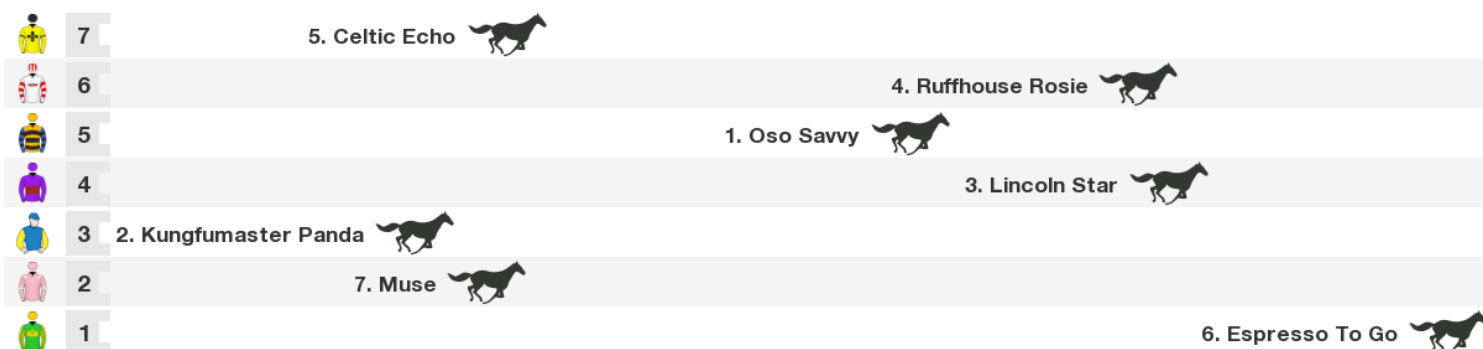 7 5. Celtic Echo
6 4. Ruffhouse Rosie
5 1. Oso Savvy
4 3. Lincoln Star
3 2. Kungfumaster Panda
2 7. Muse
1 6. Espresso To Go